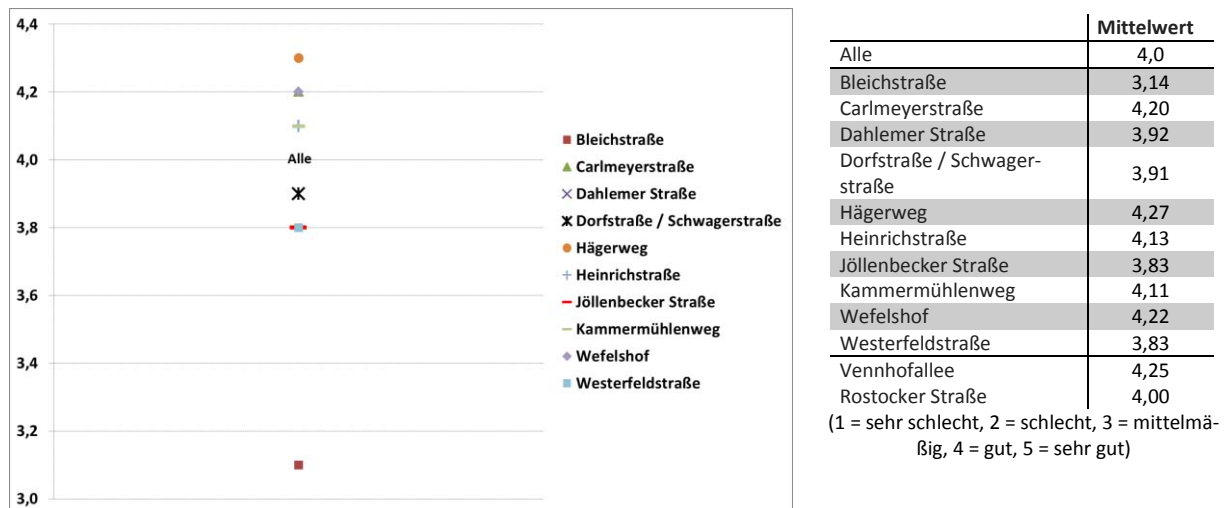 4,4
4,2
4,0
3,8
3,6
3,4
3,2
3,0
Alle
Bleichstraße
Carlmeyerstraße
Dahlemer Straße
Dorfstraße / Schwagerstraße
Hägerweg
Heinrichstraße
Jöllenbecker Straße
Kammermühlenweg
Wefelshof
Westerfeldstraße
Mittelwert
Alle 4,0
Bleichstraße 3,14
Carlmeyerstraße 4,20
Dahlemer Straße 3,92
Dorfstraße / Schwager-
straße 3,91
Hägerweg 4,27
Heinrichstraße 4,13
Jöllenbecker Straße 3,83
Kammermühlenweg 4,11
Wefelshof 4,22
Westerfeldstraße 3,83
Vennhofallee 4,25
Rostocker Straße 4,00
(1 = sehr schlecht, 2 = schlecht, 3 = mittelmä-
ßig, 4 = gut, 5 = sehr gut)